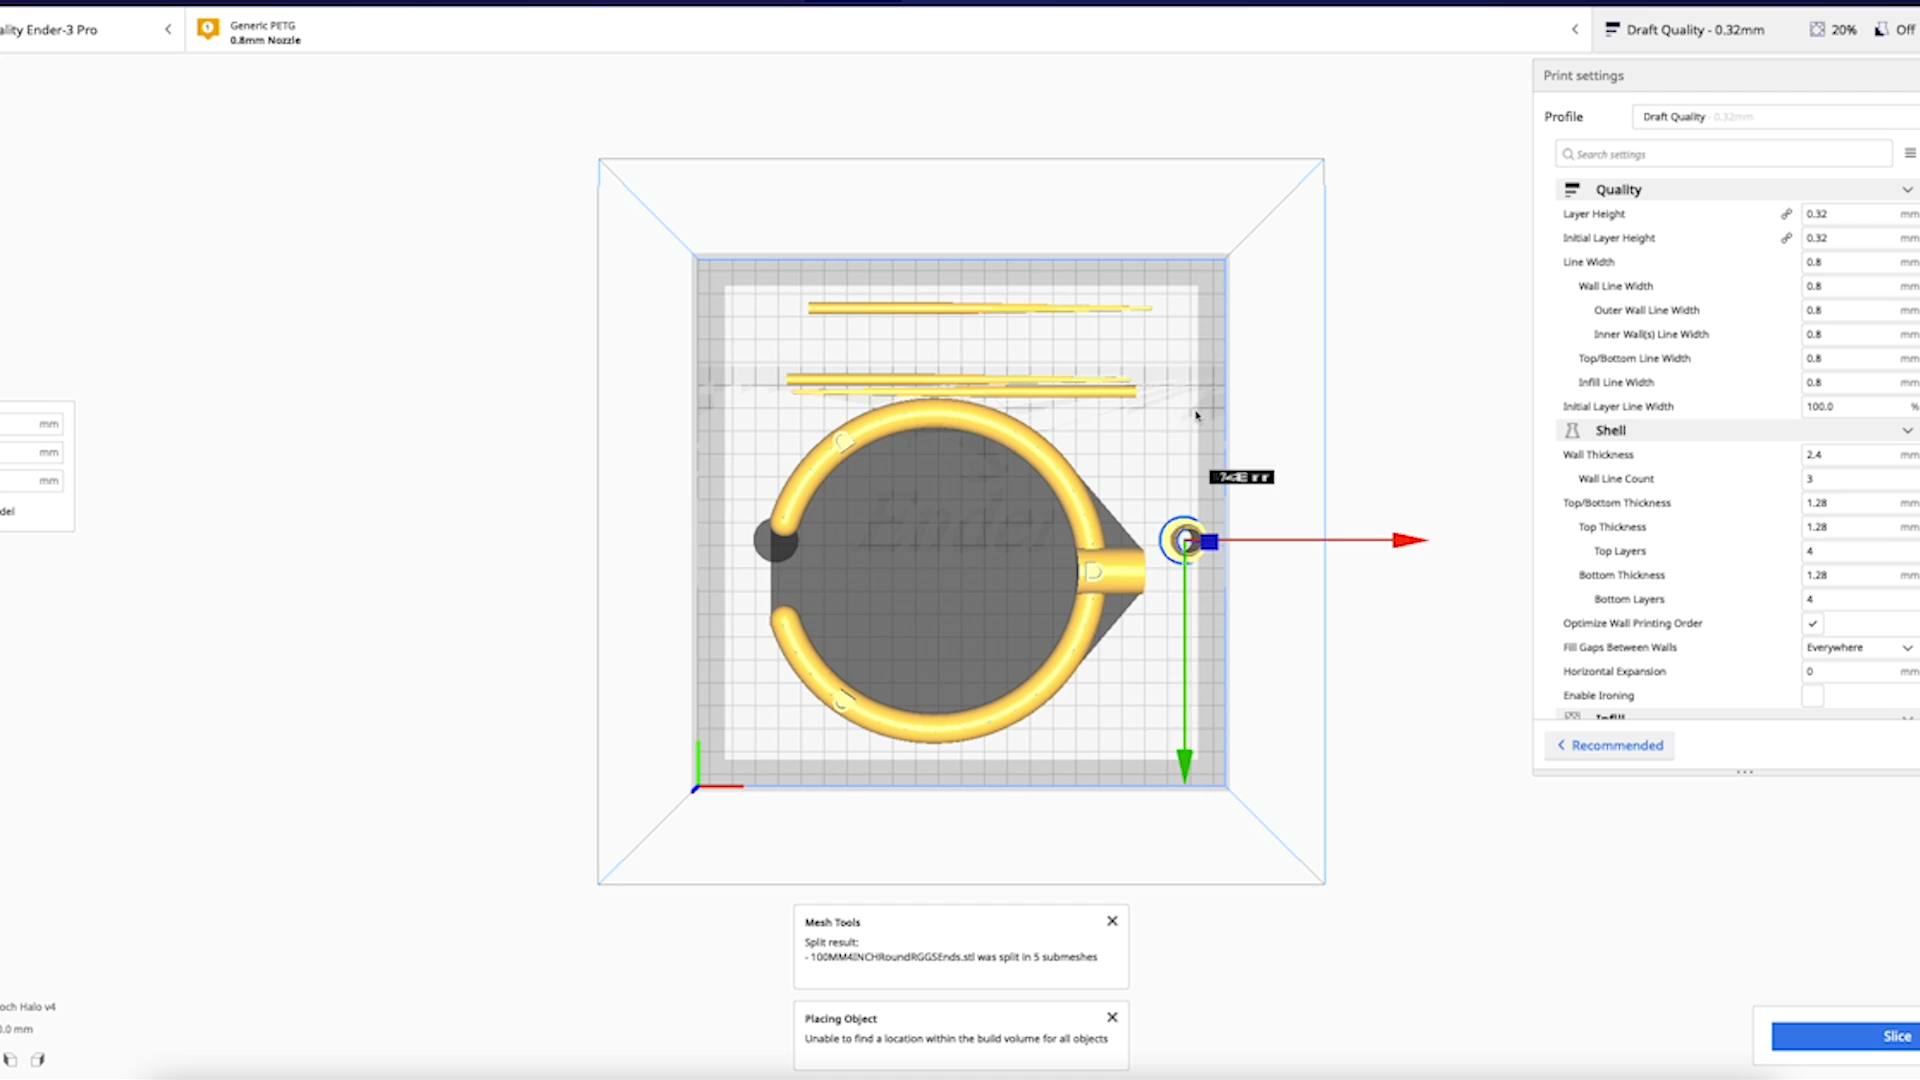 ality Ender-3 Pro
Generic PETG
0.8mm Nozzle
Draft Quality - 0.32mm
20%
Off
Print settings
Profile
Draft Quality - 0.32mm
Search settings
Quality
Layer Height 0.32 mm
Initial Layer Height 0.32 mm
Line Width 0.8 mm
Wall Line Width 0.8 mm
Outer Wall Line Width 0.8 mm
Inner Wall(s) Line Width 0.8 mm
Top/Bottom Line Width 0.8 mm
Infill Line Width 0.8 mm
Initial Layer Line Width 100.0 %
Shell
Wall Thickness 2.4 mm
Wall Line Count 3
Top/Bottom Thickness 1.28 mm
Top Thickness 1.28 mm
Top Layers 4
Bottom Thickness 1.28 mm
Bottom Layers 4
Optimize Wall Printing Order
Fill Gaps Between Walls Everywhere
Horizontal Expansion 0 mm
Enable Ironing
Infill
Recommended
mm
mm
mm
del
Ender
Mesh Tools
Split result:
- 100MM4INCHRoundRGGSEnds.stl was split in 5 submeshes
Placing Object
Unable to find a location within the build volume for all objects
och Halo v4
0.0 mm
Slice